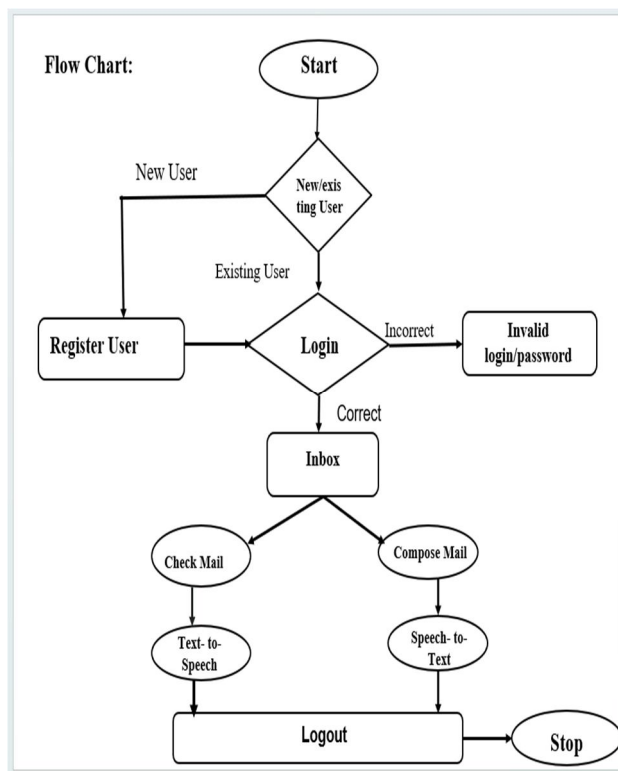 Flow Chart:
Start
New User
New/exis
ting User
Existing User
Register User
Login
Incorrect
Invalid
login/password
Correct
Inbox
Check Mail
Compose Mail
Text- to-
Speech
Speech- to-
Text
Logout
Stop